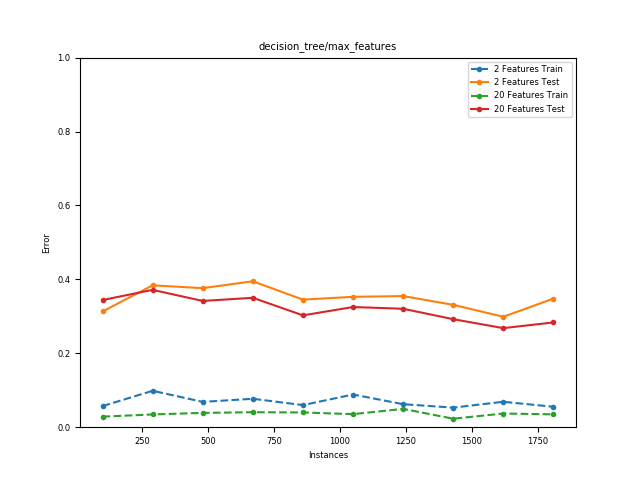 decision_tree/max_features
2 Features Train
2 Features Test
20 Features Train
20 Features Test
Error
1.0
0.8
0.6
0.4
0.2
0.0
250 500 750 1000 1250 1500 1750
Instances